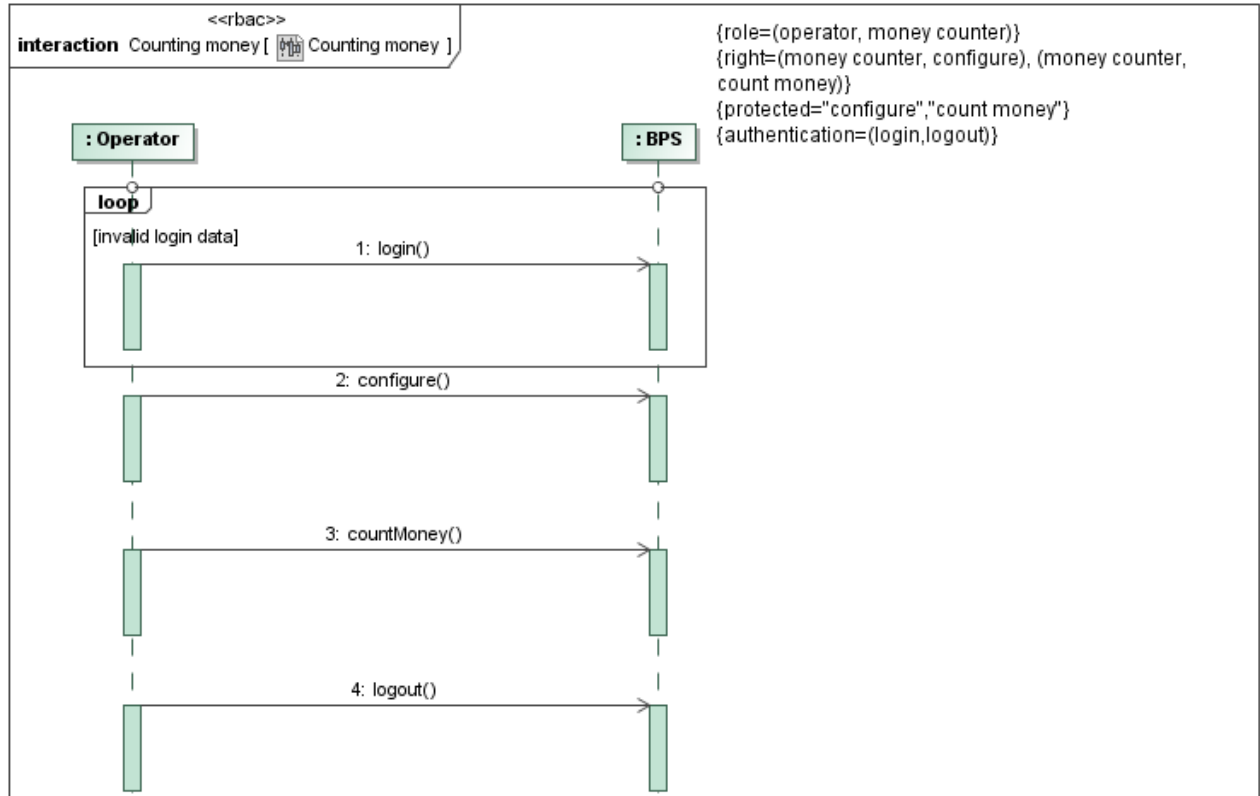 <<rbac>>
interaction Counting money [ Counting money ]
{role=(operator, money counter)}
{right=(money counter, configure), (money counter,
count money)}
{protected="configure","count money"}
{authentication=(login,logout)}
: Operator
: BPS
loop
[invalid login data]
1: login()
2: configure()
3: countMoney()
4: logout()